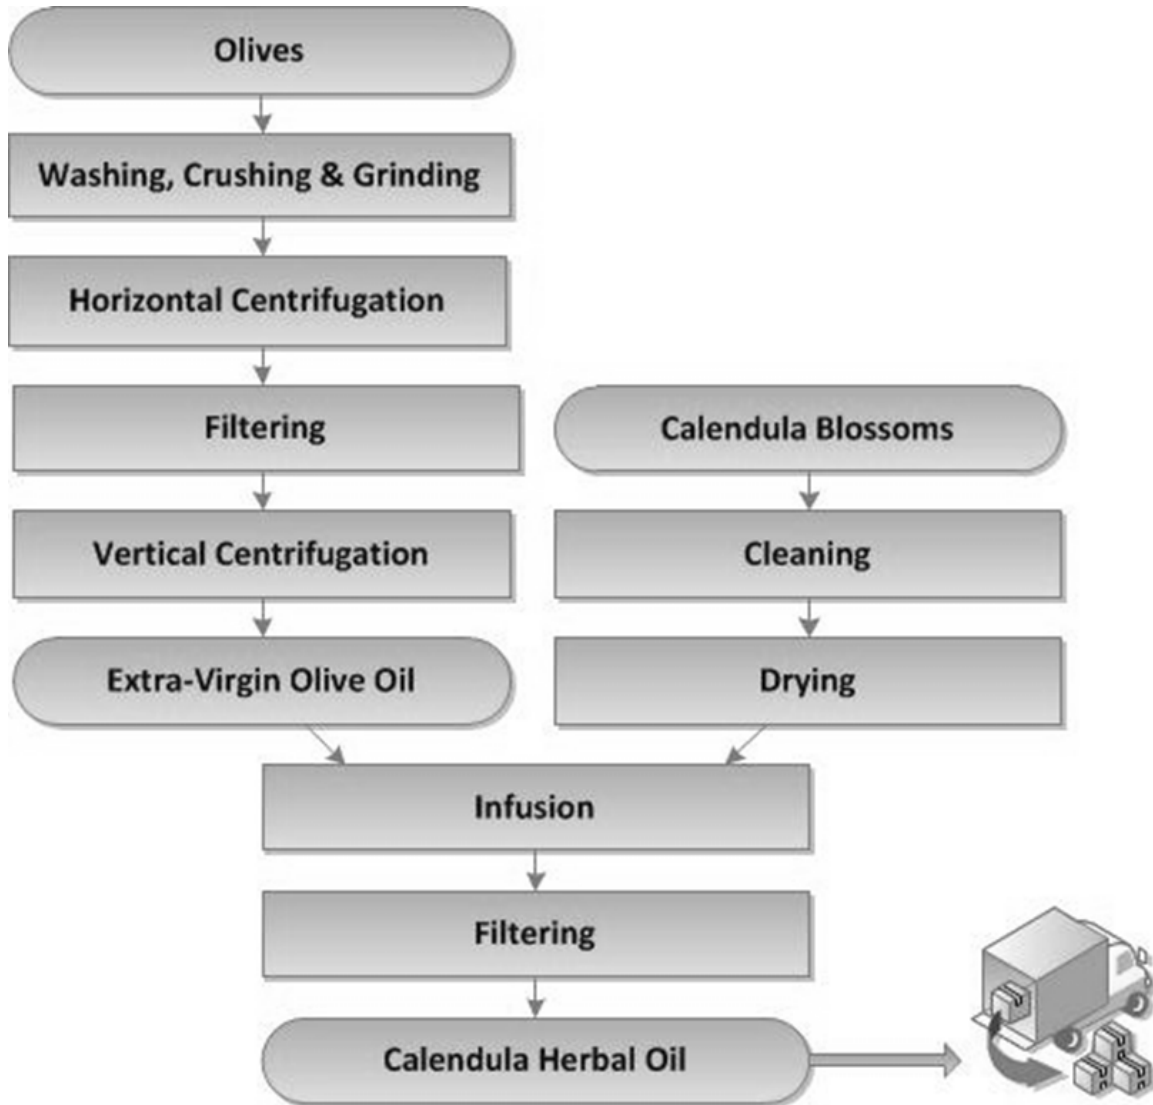 Olives
Washing, Crushing & Grinding
Horizontal Centrifugation
Filtering
Vertical Centrifugation
Extra-Virgin Olive Oil
Calendula Blossoms
Cleaning
Drying
Infusion
Filtering
Calendula Herbal Oil